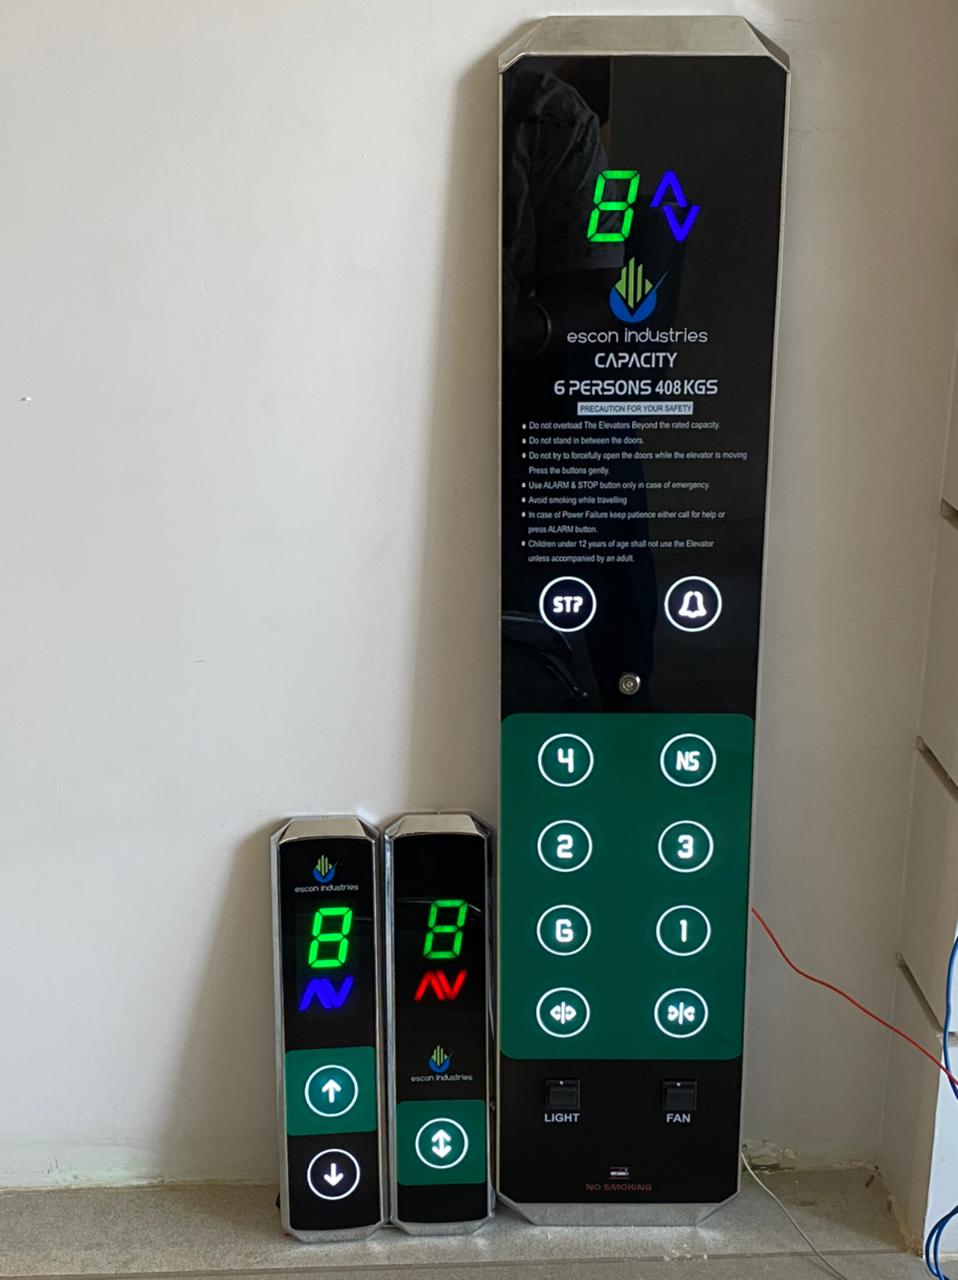 8
escon industries
CAPACITY
6 PERSONS 408 KGS
PRECAUTION FOR YOUR SAFETY
Do not overload The Elevators Beyond the rated capacity.
Do not stand in between the doors.
Do not try to forcefully open the doors while the elevator is moving
Press the buttons gently.
Use ALARM & STOP button only in case of emergency.
Avoid smoking while travelling
In case of Power Failure keep patience either call for help or
press ALARM button.
Children under 12 years of age shall not use the Elevator
unless accompanied by an adult.
4 NS
2 3
G 1
LIGHT FAN
NO SMOKING
escon industries
8
8
escon industries